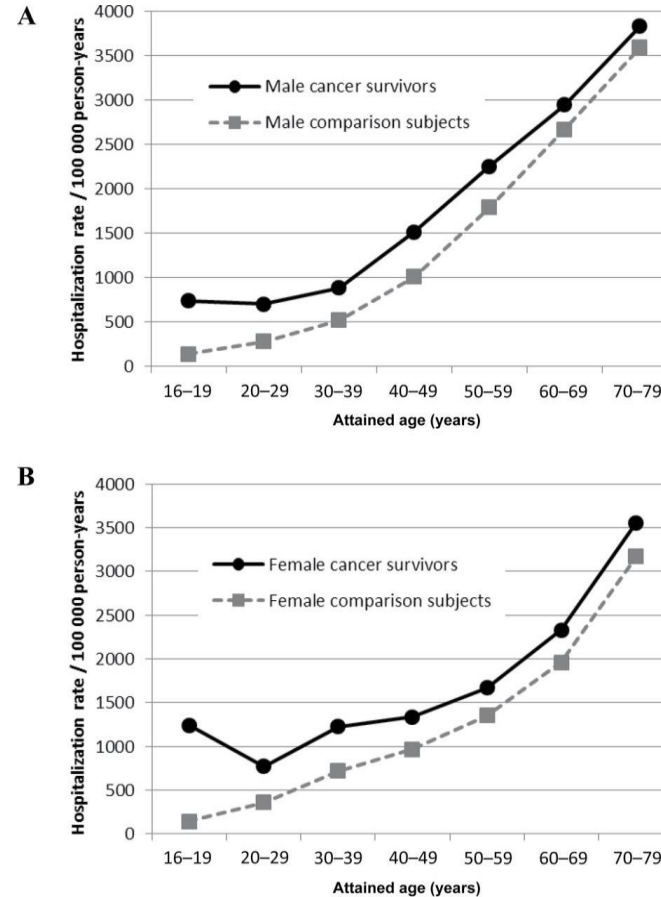 A
Hospitalization rate / 100 000 person-years
4000
3500
3000
2500
2000
1500
1000
500
0
Male cancer survivors
Male comparison subjects
16–19 20–29 30–39 40–49 50–59 60–69 70–79
Attained age (years)
B
Hospitalization rate / 100 000 person-years
4000
3500
3000
2500
2000
1500
1000
500
0
Female cancer survivors
Female comparison subjects
16–19 20–29 30–39 40–49 50–59 60–69 70–79
Attained age (years)